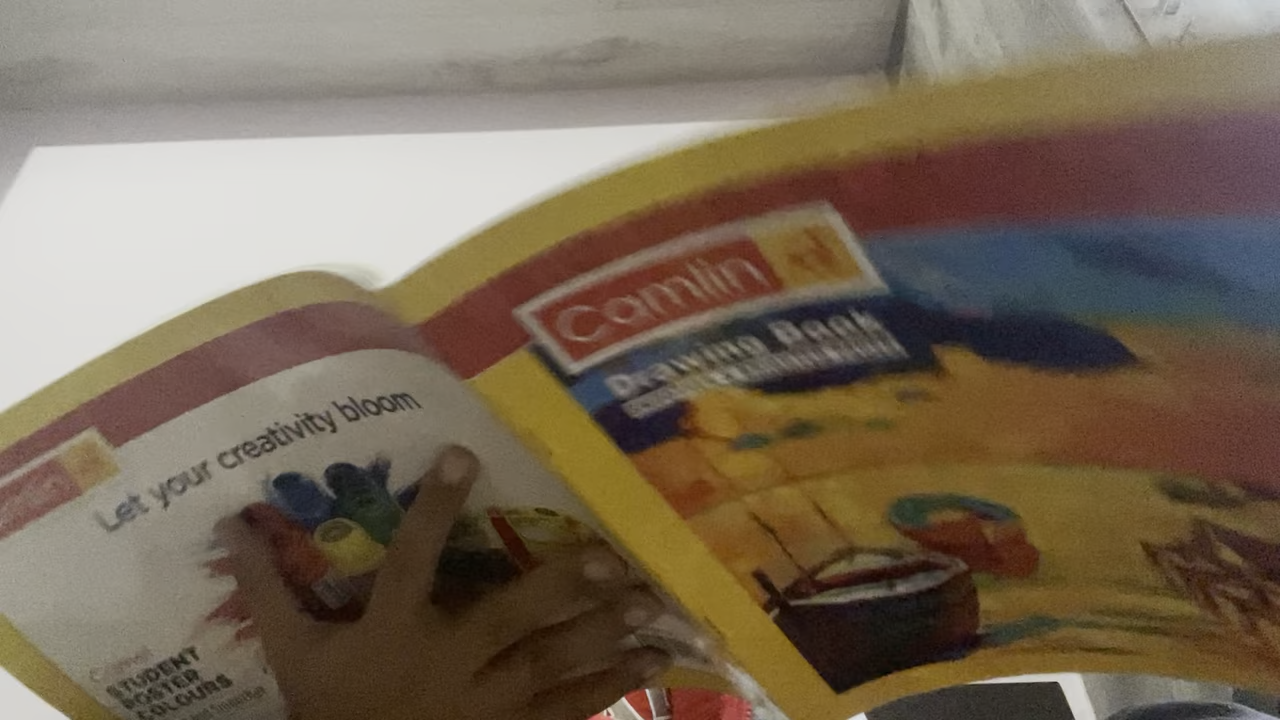 Let your creativity bloom
STUDENT
POSTER
COLOURS
Camlin
Drawing Book